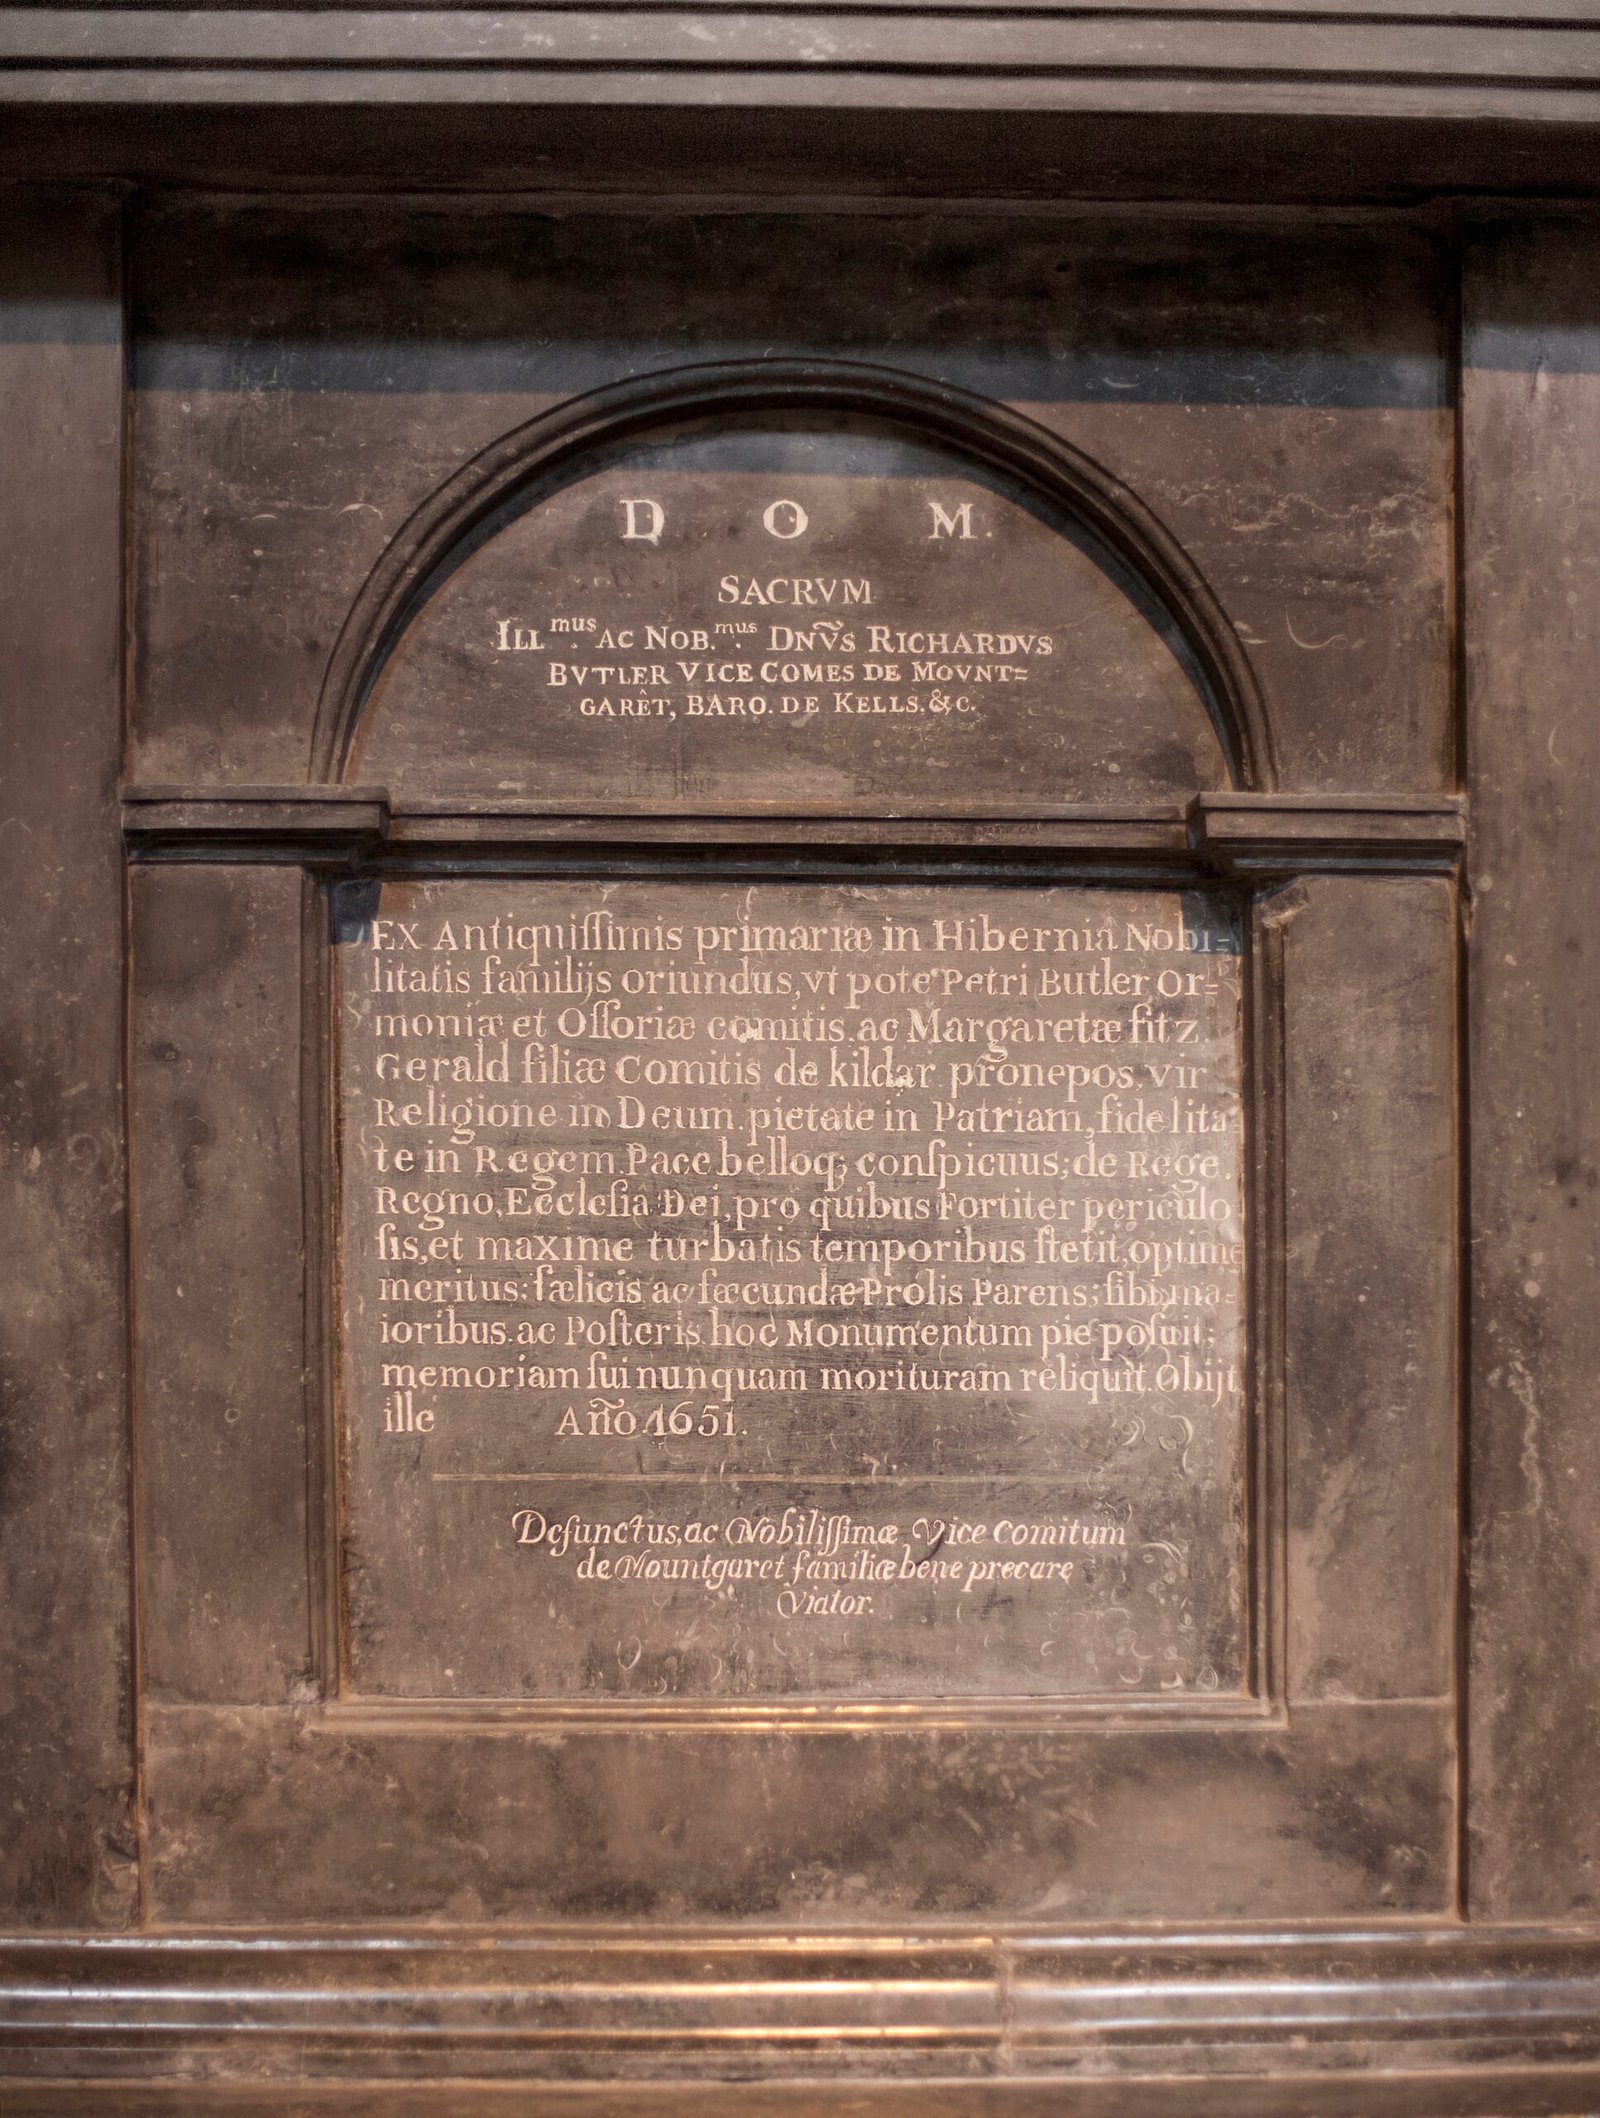 D O M.
SACRVM
ILL.mus AC NOB.mus DNṼS RICHARDVS
BVTLER VICE COMES DE MOVNT=
GARÊT, BARO. DE KELLS, &C.
EX Antiquiſſimis primariæ in Hiberniâ Nobi-
litatis familijs oriundus, vt pote Petri Butler Or=
moniæ et Oſſoriæ comitis. ac Margaretæ fitz.
Gerald filiæ Comitis de kildar. pronepos, vir
Religione in Deum. pietate in Patriam, fidelita=
te in Regem. Pace belloq; conſpicuus; de Rege.
Regno, Eccleſia Dei, pro quibus Fortiter periculo
ſis, et maxime turbatis temporibus ſtetit, optime
meritus: fælicis ac fœcundæ Prolis Parens; ſibi, ma=
ioribus. ac Poſteris. hoc Monumentum pie poſuit;
memoriam ſui nunquam morituram reliquit. Obijt
ille Año. 1651.
Defunctus, ac Nobiliſſimæ Vice comitum
de Mountgaret familiæ bene precare
Viator.